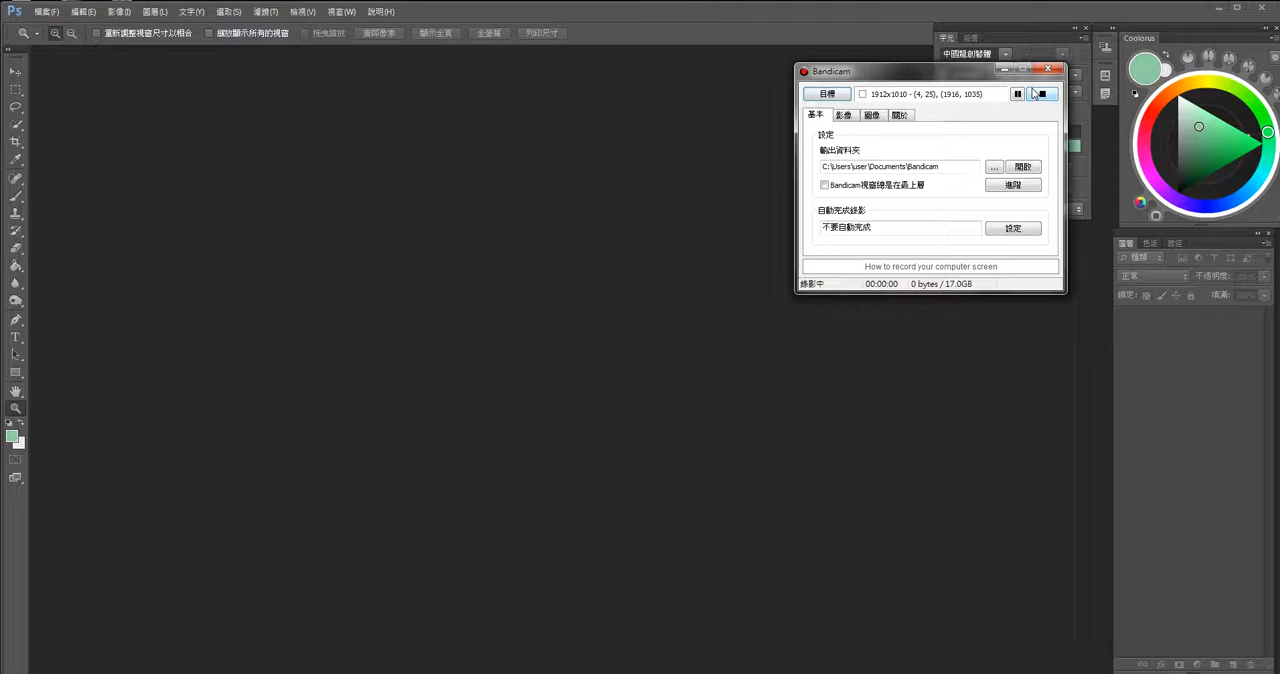 Ps 檔案(F) 編輯(E) 影像(I) 圖層(L) 文字(Y) 選取(S) 濾鏡(T) 檢視(V) 視窗(W) 說明(H)
重新調整視窗尺寸以相合 縮放顯示所有的視窗 拖曳縮放 實際像素 顯示全頁 全螢幕 列印尺寸
字元 段落
中國龍創藝體
Coolorus
Bandicam
目標 1912x1010 - (4, 25), (1916, 1035)
基本 影像 圖像 關於
設定
輸出資料夾
C:\Users\user\Documents\Bandicam ... 開啟
Bandicam視窗總是在最上層 進階
自動完成錄影
不要自動完成 設定
How to record your computer screen
錄影中 00:00:00 0 bytes / 17.0GB
圖層 色版 路徑
種類
正常 不透明度:
鎖定: 填滿: